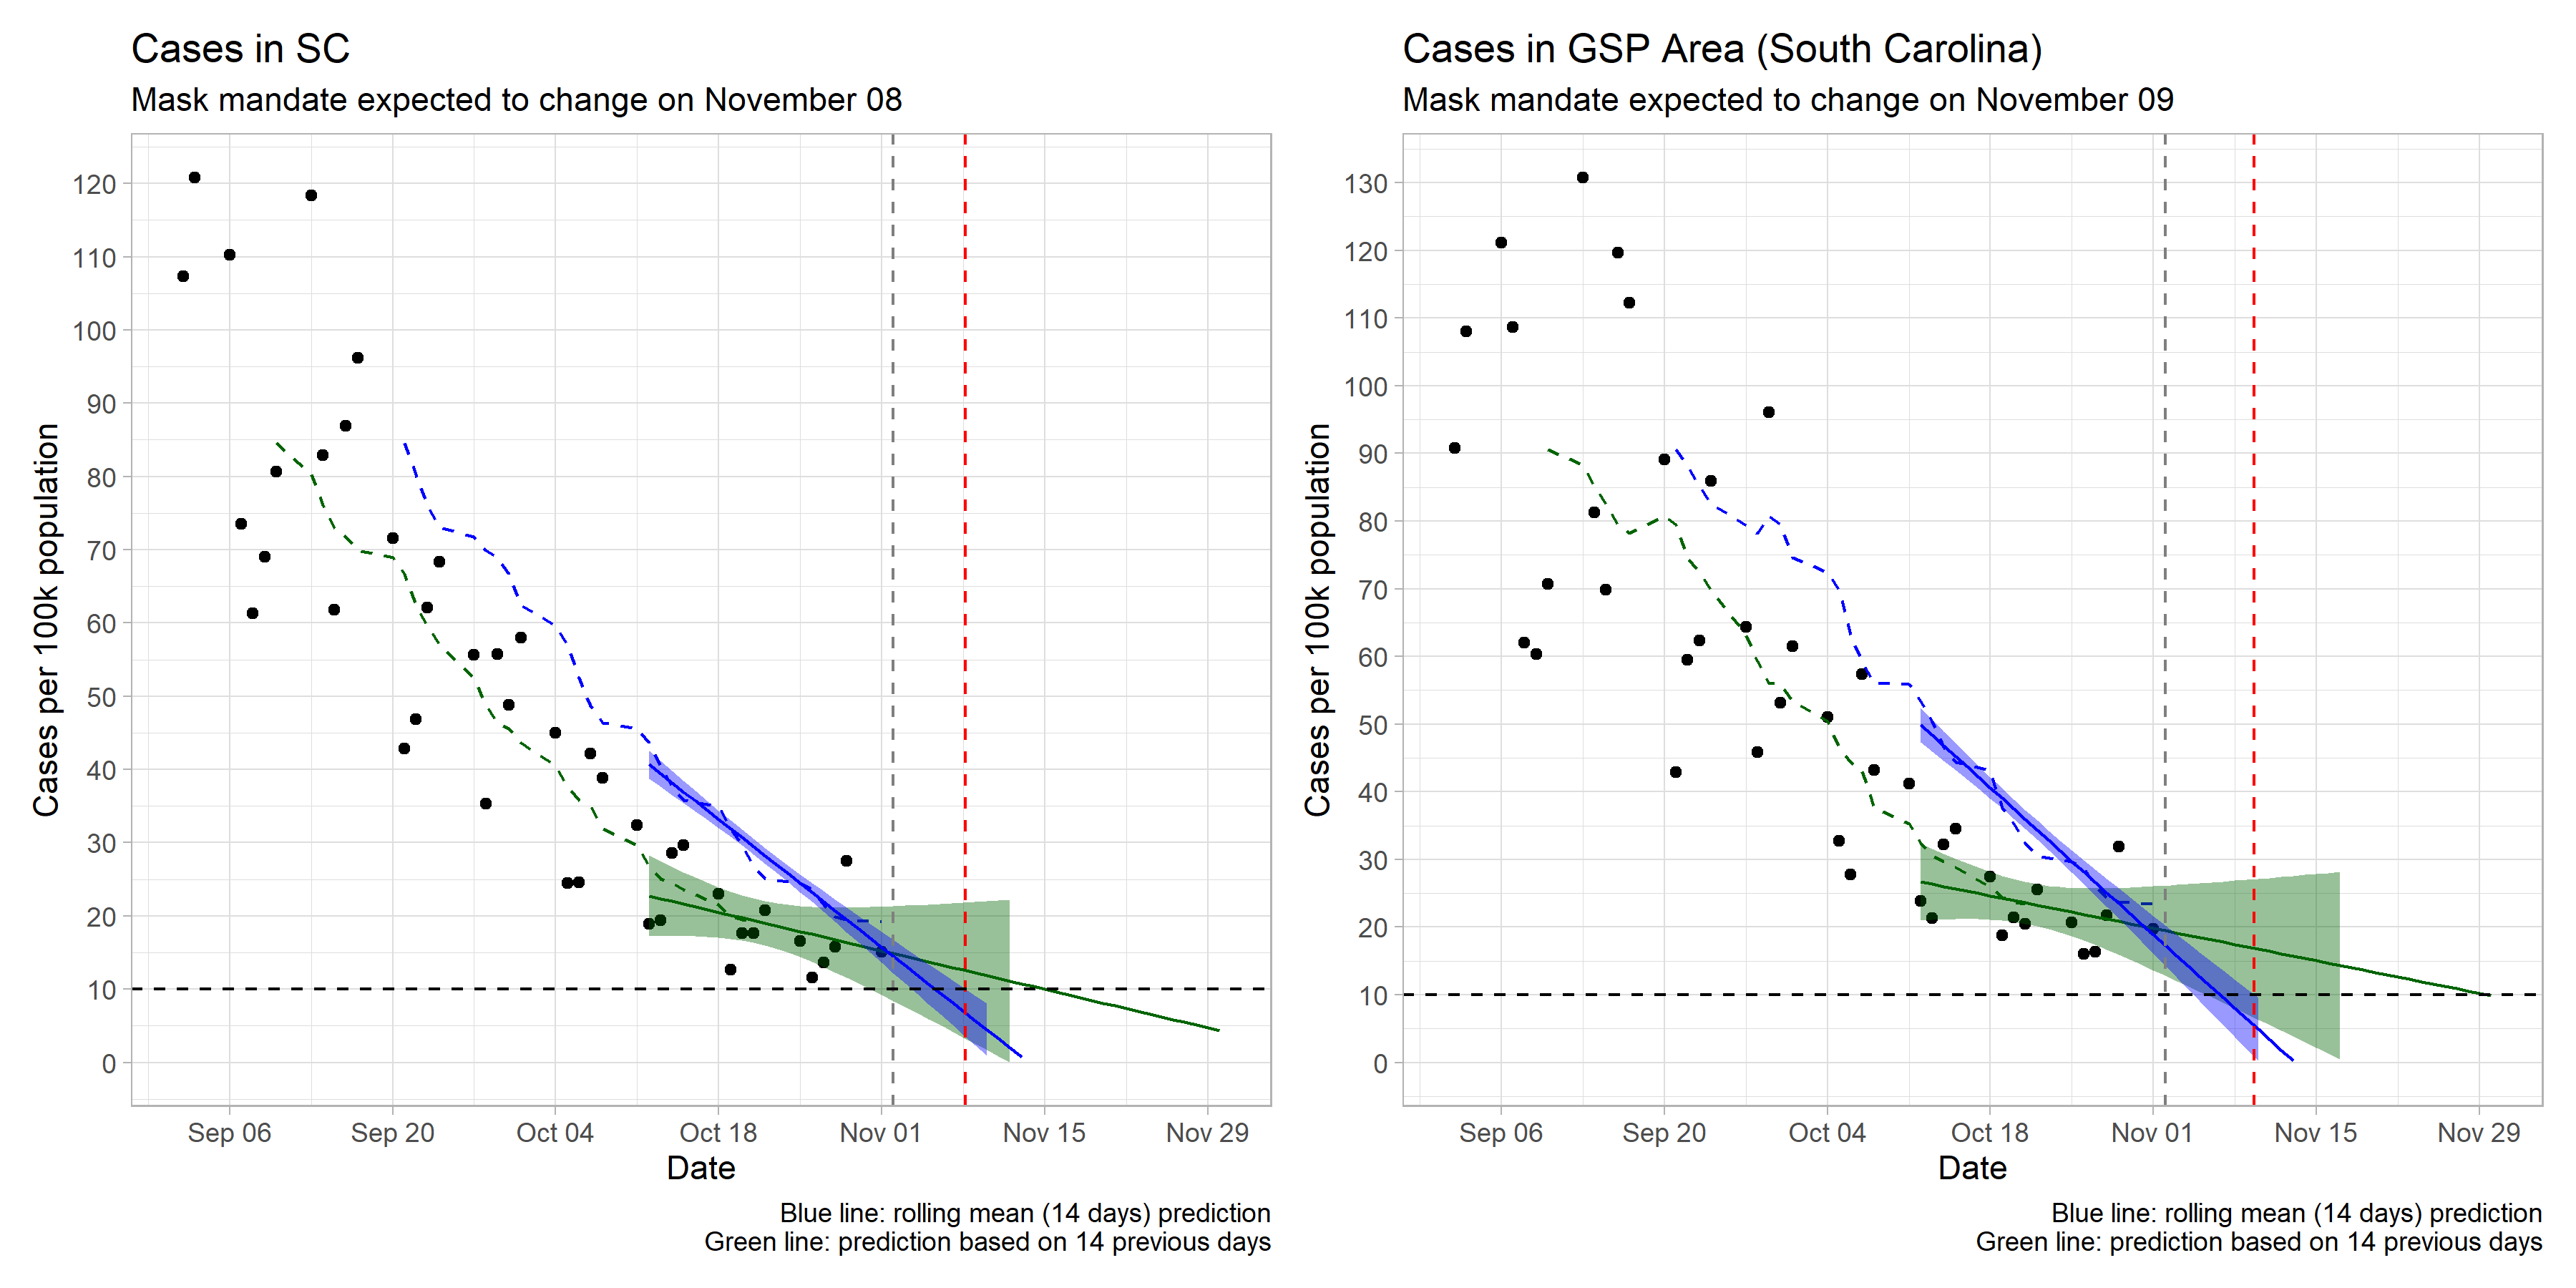 Cases in SC
Mask mandate expected to change on November 08
Cases per 100k population
120
110
100
90
80
70
60
50
40
30
20
10
0
Sep 06
Sep 20
Oct 04
Oct 18
Nov 01
Nov 15
Nov 29
Date
Blue line: rolling mean (14 days) prediction
Green line: prediction based on 14 previous days
Cases in GSP Area (South Carolina)
Mask mandate expected to change on November 09
Cases per 100k population
130
120
110
100
90
80
70
60
50
40
30
20
10
0
Sep 06
Sep 20
Oct 04
Oct 18
Nov 01
Nov 15
Nov 29
Date
Blue line: rolling mean (14 days) prediction
Green line: prediction based on 14 previous days